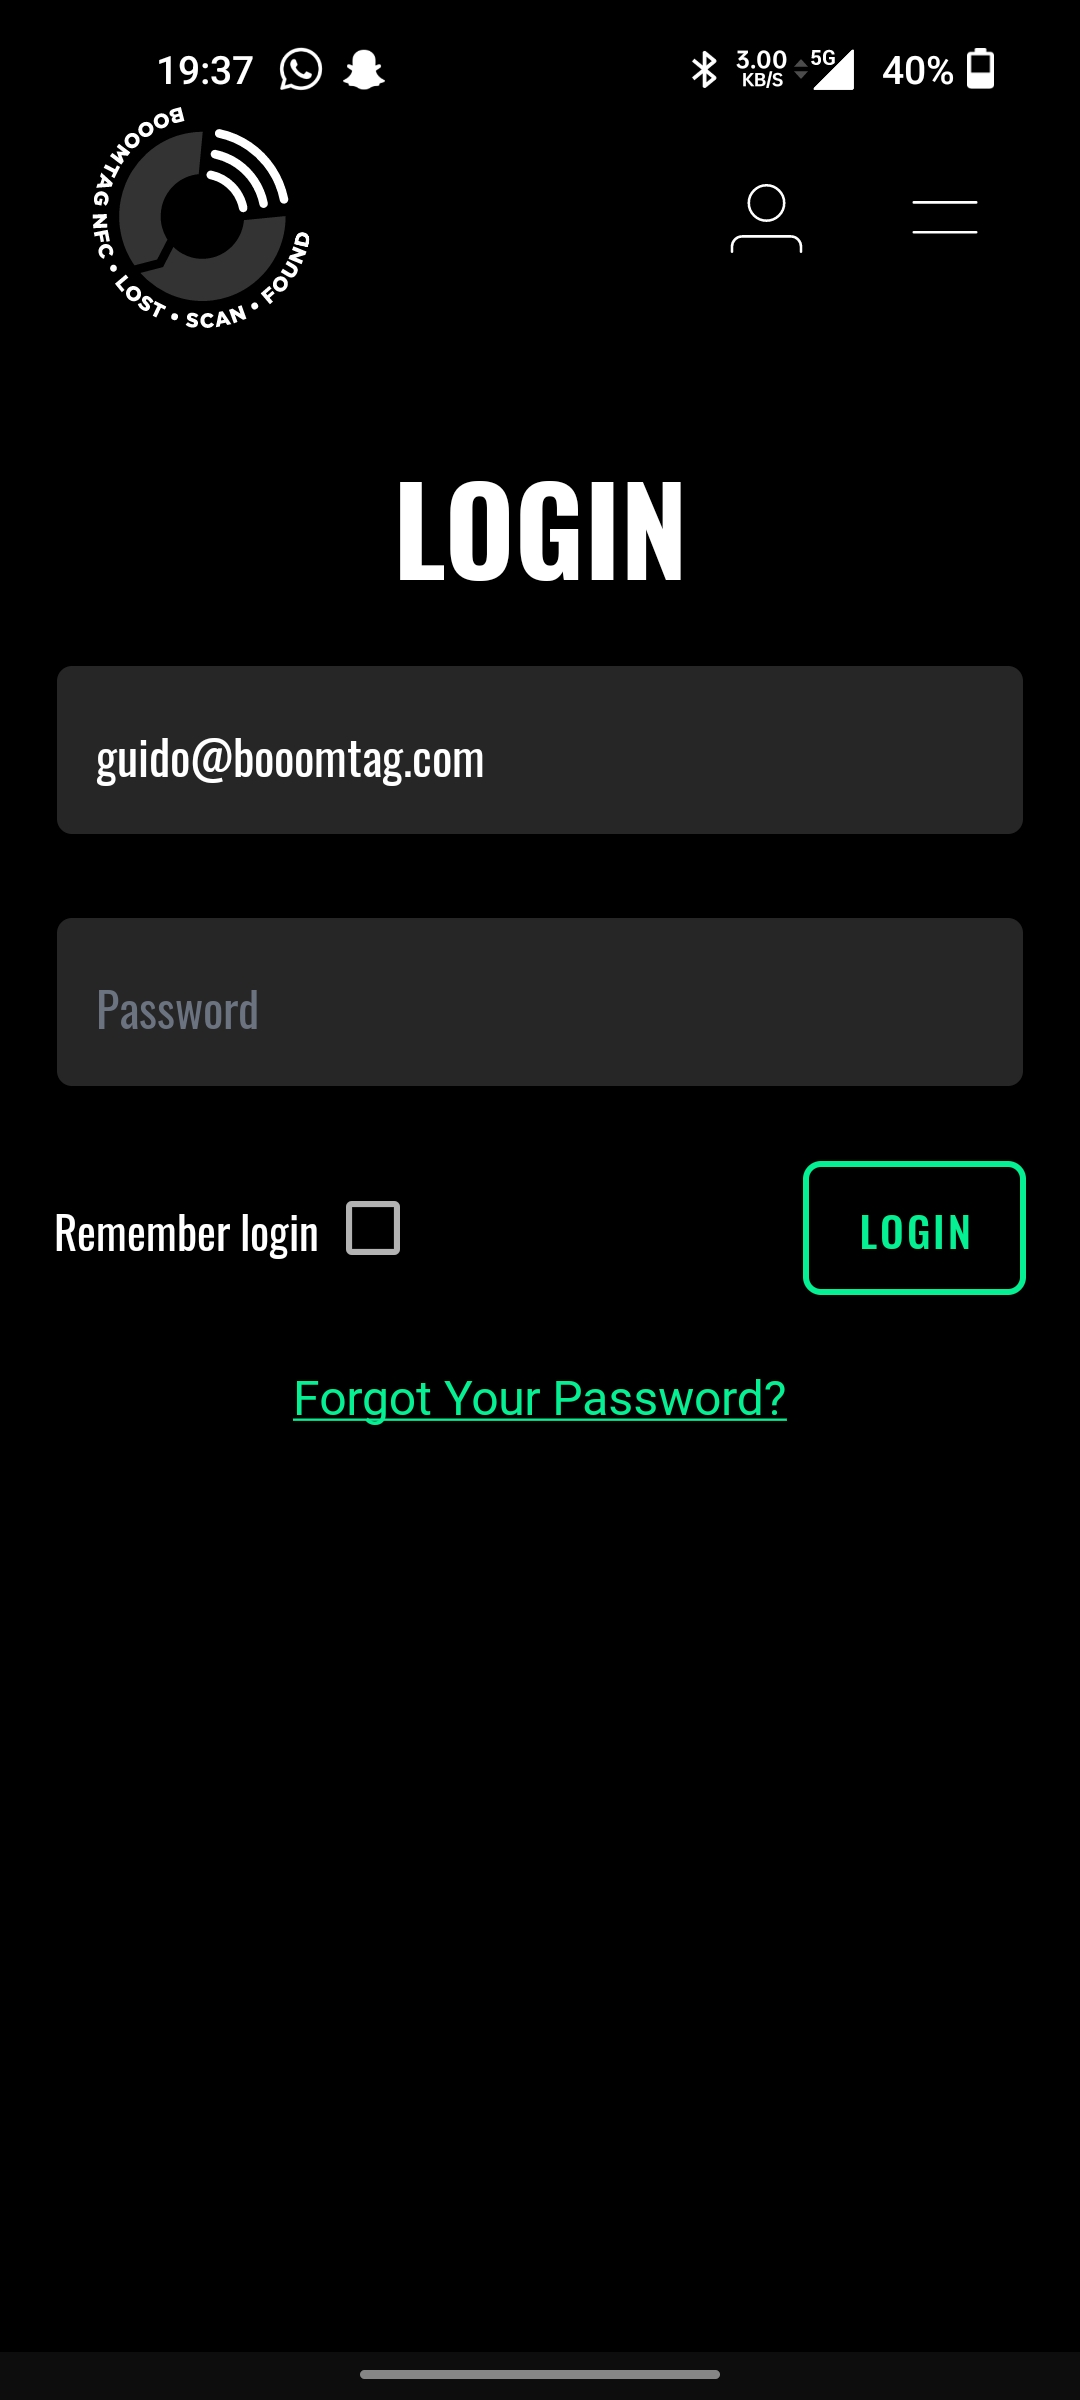 19:37
3.00 KB/S 5G 40%
BOOOMTAG NFC • LOST • SCAN • FOUND
LOGIN
guido@booomtag.com
Password
Remember login
LOGIN
Forgot Your Password?